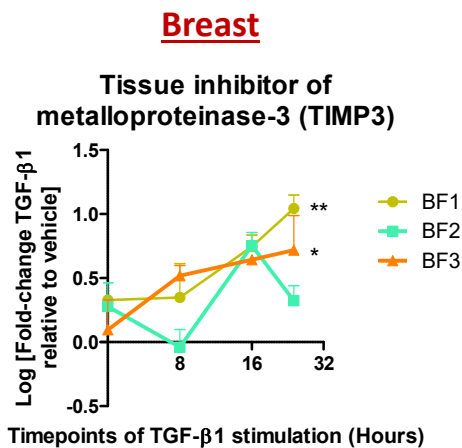 Breast
Tissue inhibitor of
metalloproteinase-3 (TIMP3)
Log [Fold-change TGF-β1
relative to vehicle]
1.5
1.0
0.5
0.0
-0.5
8
16
32
**
*
BF1
BF2
BF3
Timepoints of TGF-β1 stimulation (Hours)